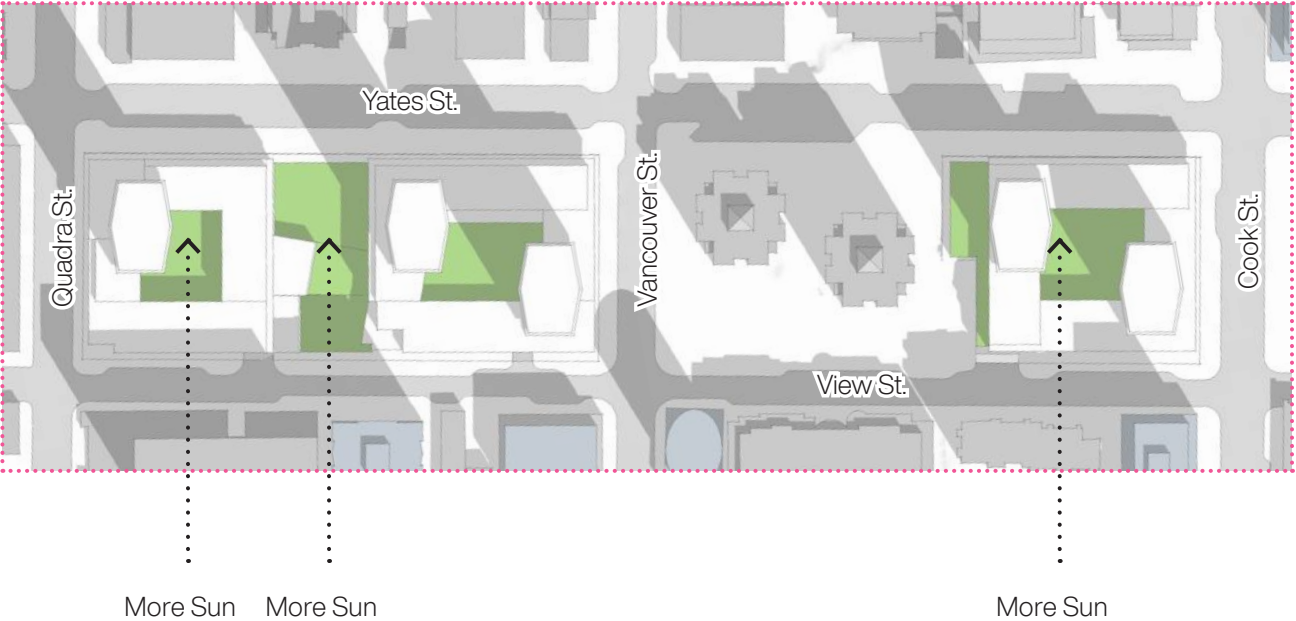 Yates St.
Quadra St.
Vancouver St.
Cook St.
View St.
More Sun
More Sun
More Sun